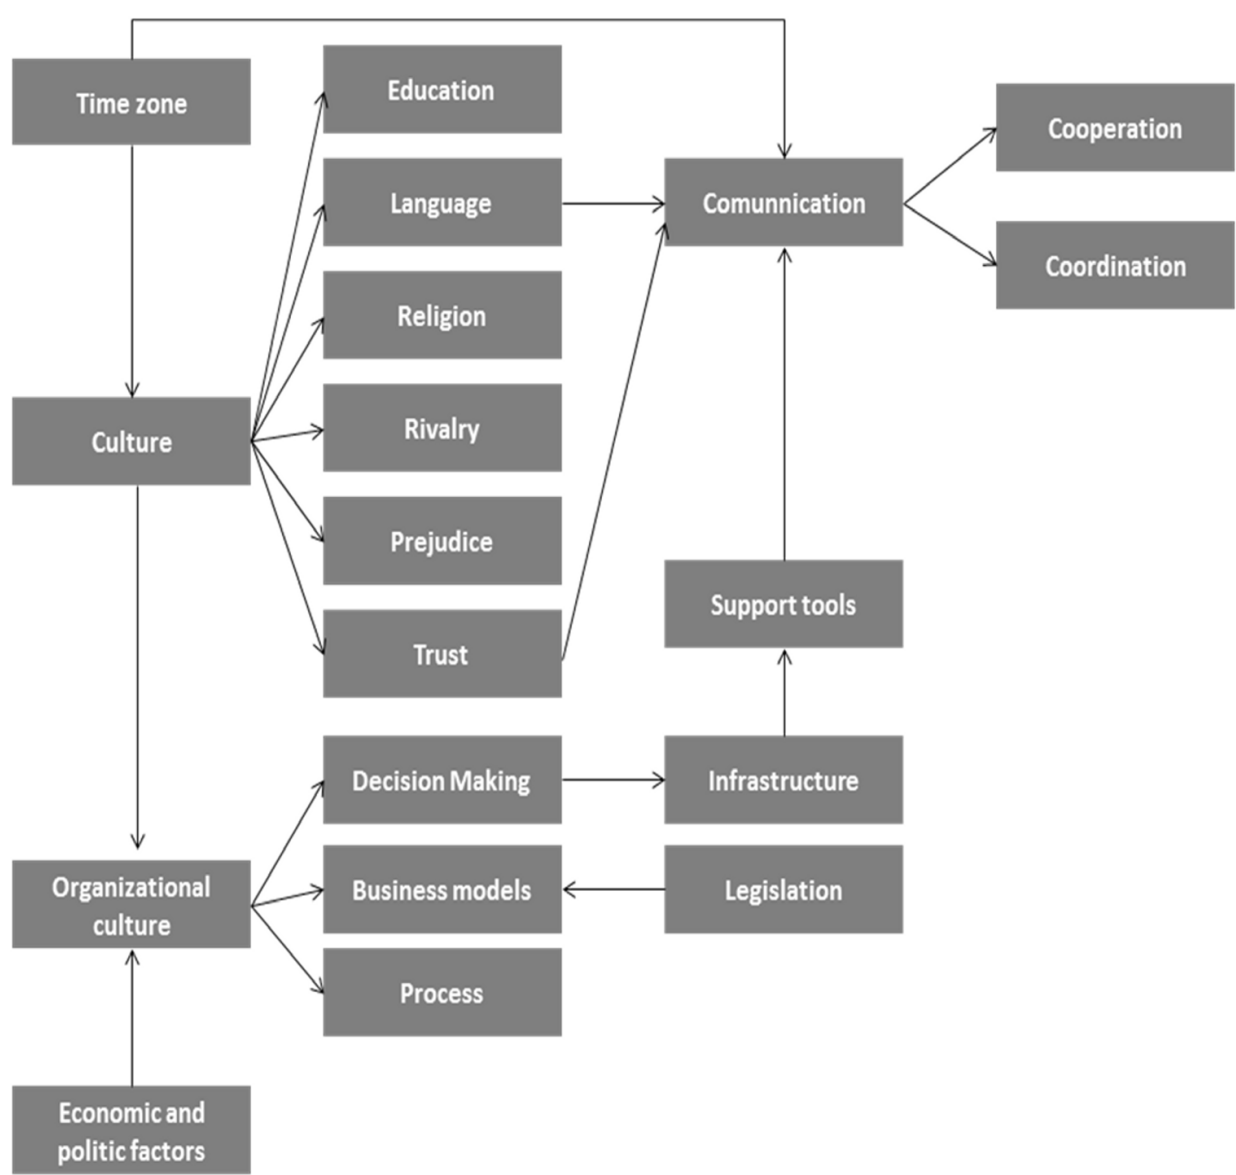 Time zone
Education
Language
Religion
Culture
Rivalry
Prejudice
Trust
Comunnication
Cooperation
Coordination
Support tools
Decision Making
Infrastructure
Organizational
culture
Business models
Legislation
Process
Economic and
politic factors